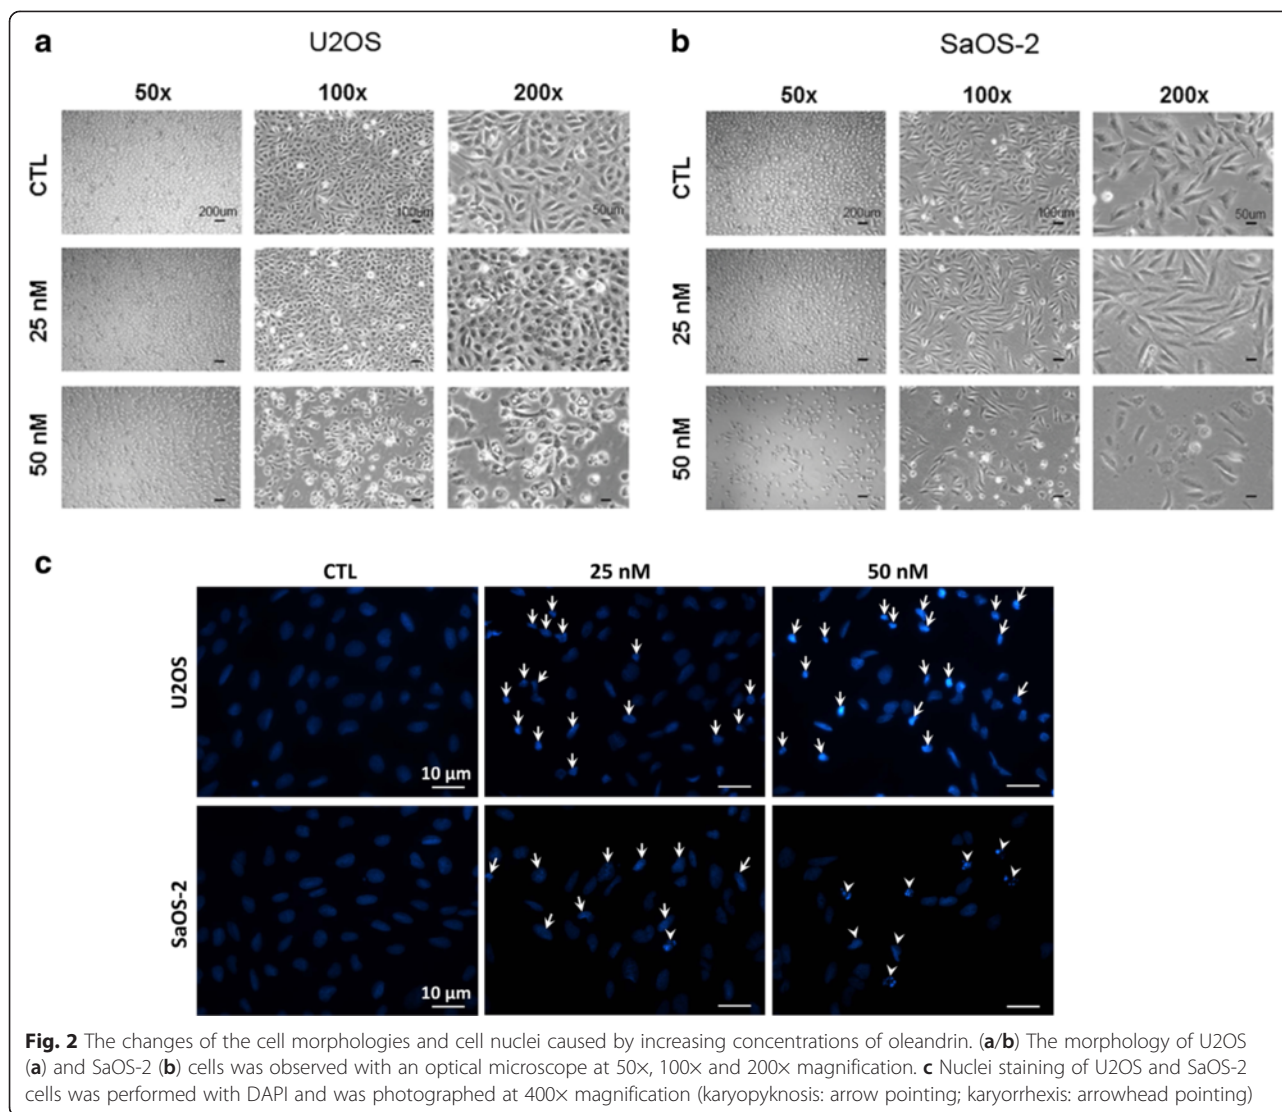 a
U2OS
50x 100x 200x
CTL
200um 100um 50um
25 nM
50 nM
b
SaOS-2
50x 100x 200x
CTL
200um 100um 50um
25 nM
50 nM
c
CTL 25 nM 50 nM
U2OS
10 µm
SaOS-2
10 µm
Fig. 2 The changes of the cell morphologies and cell nuclei caused by increasing concentrations of oleandrin. (a/b) The morphology of U2OS
(a) and SaOS-2 (b) cells was observed with an optical microscope at 50×, 100× and 200× magnification. c Nuclei staining of U2OS and SaOS-2
cells was performed with DAPI and was photographed at 400× magnification (karyopyknosis: arrow pointing; karyorrhexis: arrowhead pointing)